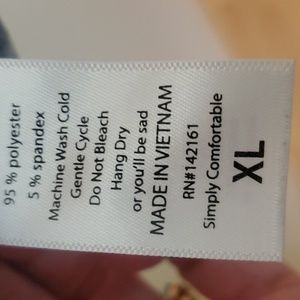 95 % polyester
5 % spandex
Machine Wash Cold
Gentle Cycle
Do Not Bleach
Hang Dry
or you'll be sad
MADE IN VIETNAM
RN#142161
Simply Comfortable
XL